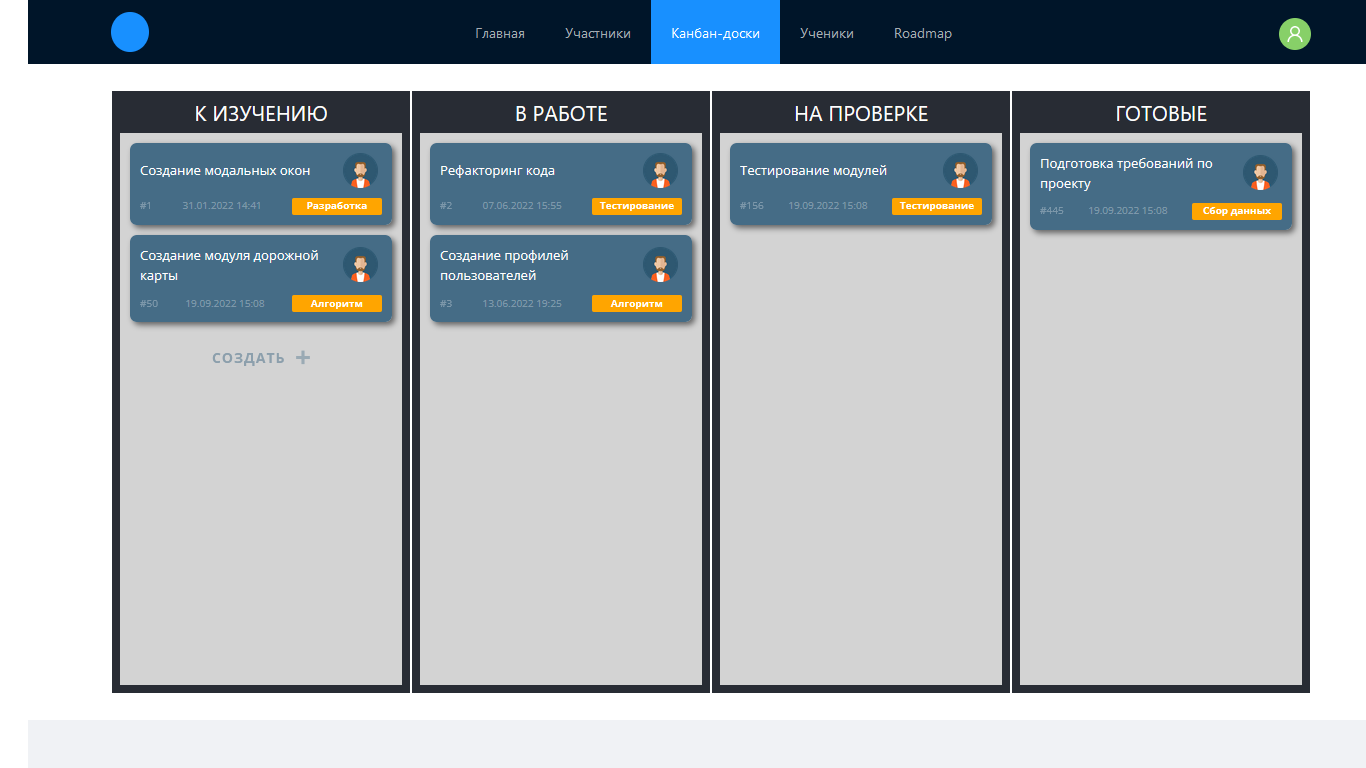 Главная Участники Канбан-доски Ученики Roadmap
К ИЗУЧЕНИЮ
Создание модальных окон
#1 31.01.2022 14:41 Разработка
Создание модуля дорожной
карты
#50 19.09.2022 15:08 Алгоритм
СОЗДАТЬ +
В РАБОТЕ
Рефакторинг кода
#2 07.06.2022 15:55 Тестирование
Создание профилей
пользователей
#3 13.06.2022 19:25 Алгоритм
НА ПРОВЕРКЕ
Тестирование модулей
#156 19.09.2022 15:08 Тестирование
ГОТОВЫЕ
Подготовка требований по
проекту
#445 19.09.2022 15:08 Сбор данных